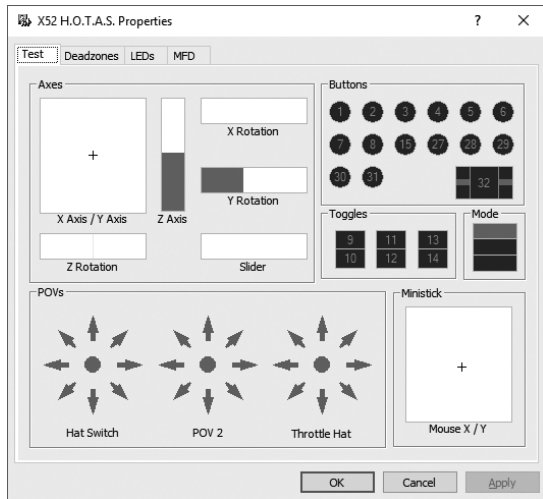 X52 H.O.T.A.S. Properties
Test Deadzones LEDs MFD
Axes
X Axis / Y Axis
Z Axis
X Rotation
Y Rotation
Z Rotation
Slider
Buttons
1 2 3 4 5 6
7 8 15 27 28 29
30 31 32
Toggles
9 11 13
10 12 14
Mode
POVs
Hat Switch
POV 2
Throttle Hat
Ministick
Mouse X / Y
OK Cancel Apply